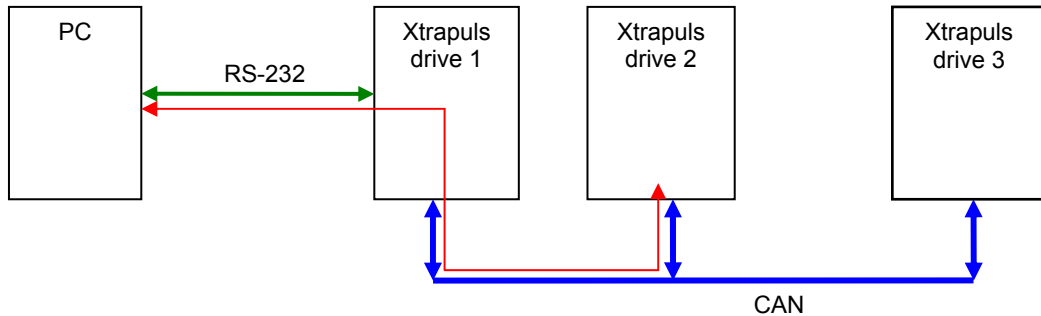 PC
RS-232
Xtrapuls
drive 1
Xtrapuls
drive 2
Xtrapuls
drive 3
CAN